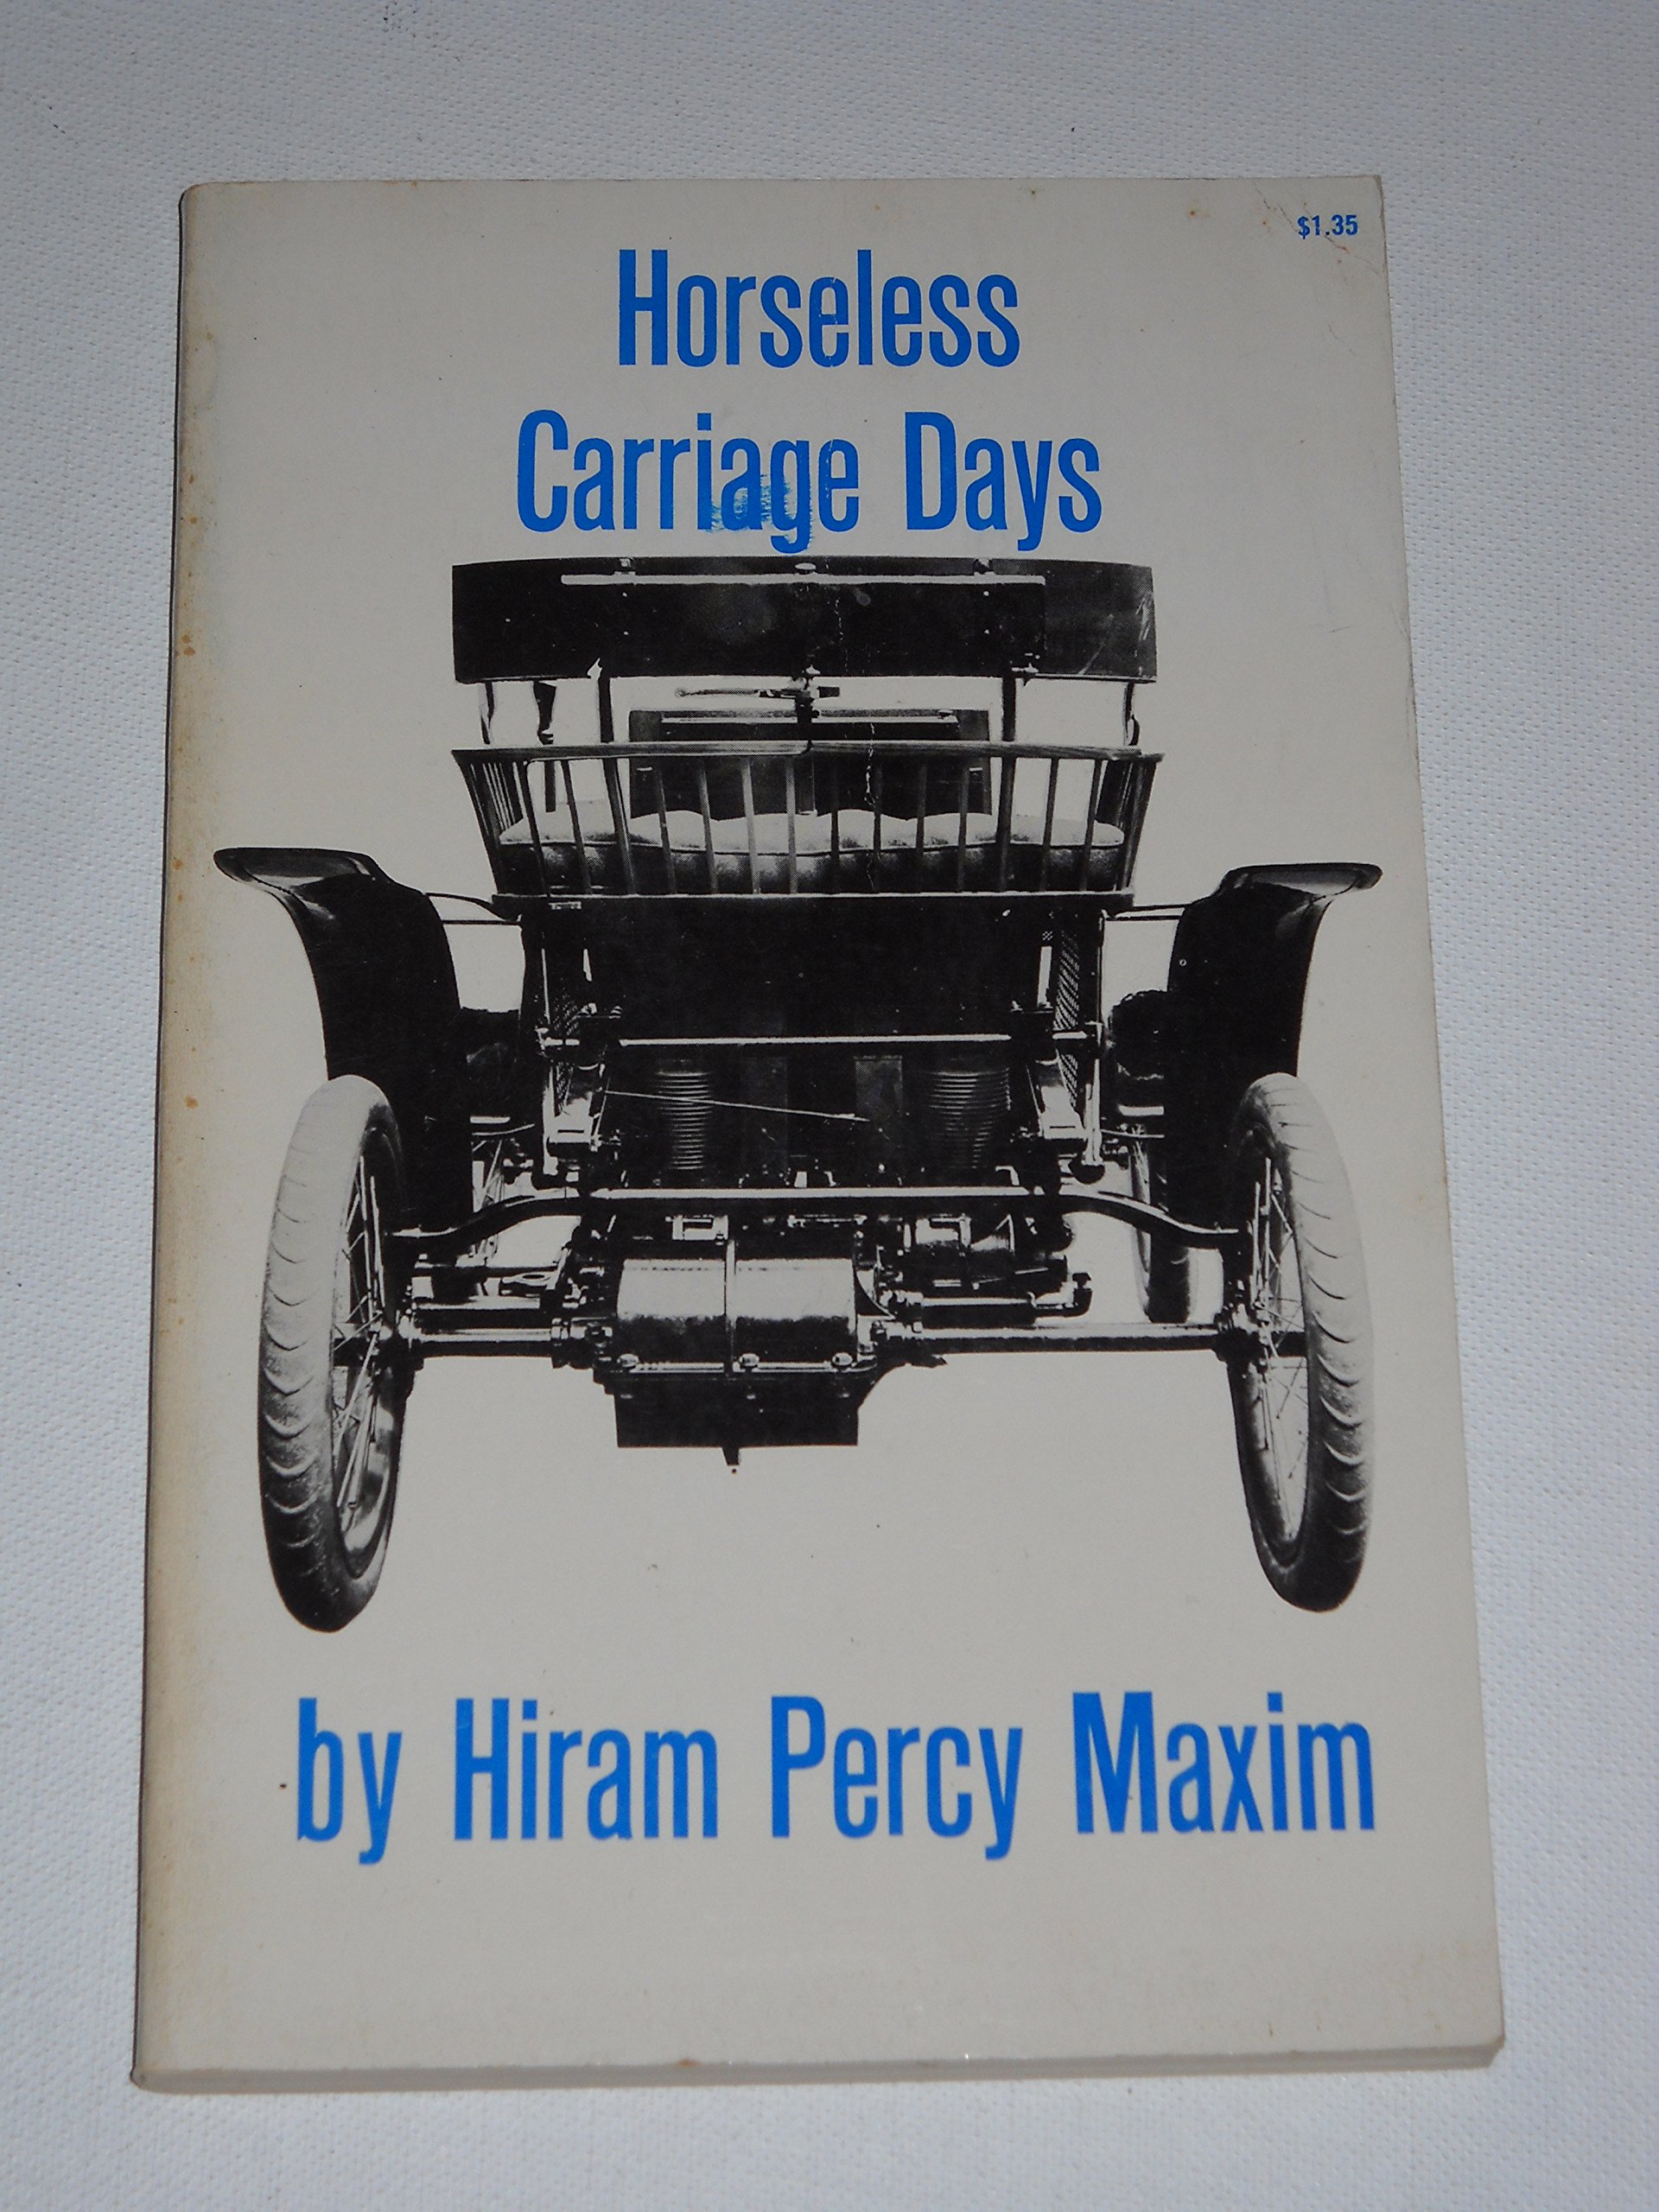 $1.35
Horseless
Carriage Days
by Hiram Percy Maxim